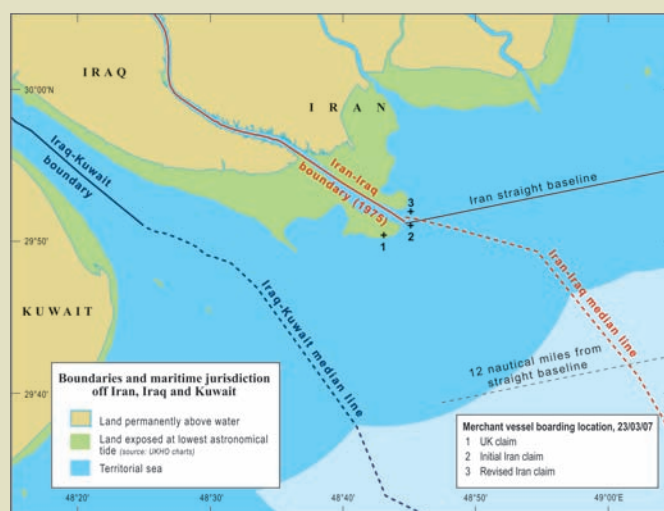 IRAQ
30°00'N
I R A N
Iraq-Kuwait
boundary
Iran-Iraq
boundary (1975)
3
Iran straight baseline
2
1
29°50'
KUWAIT
Iraq-Kuwait median line
Iran-Iraq median line
12 nautical miles from
straight baseline
29°40'
Boundaries and maritime jurisdiction
off Iran, Iraq and Kuwait
Land permanently above water
Land exposed at lowest astronomical
tide (source: UKHO charts)
Territorial sea
Merchant vessel boarding location, 23/03/07
1 UK claim
2 Initial Iran claim
3 Revised Iran claim
48°20'
48°30'
48°40'
48°50'
49°00'